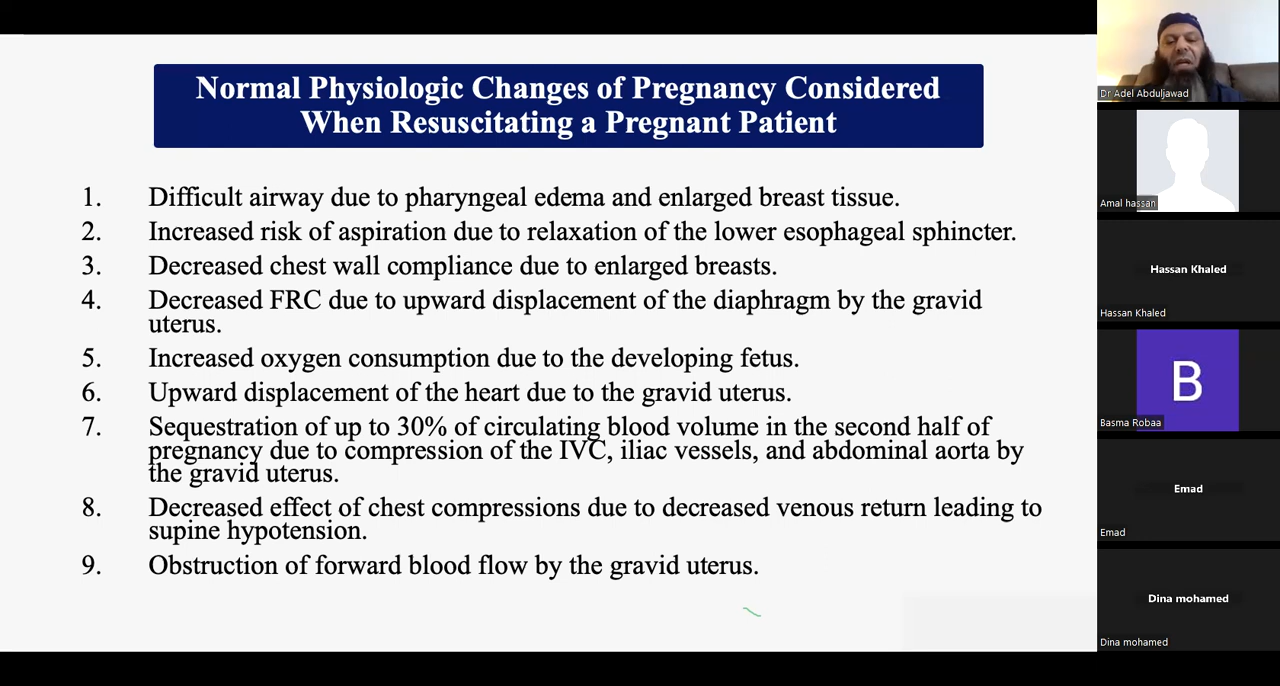 Normal Physiologic Changes of Pregnancy Considered
When Resuscitating a Pregnant Patient
1. Difficult airway due to pharyngeal edema and enlarged breast tissue.
2. Increased risk of aspiration due to relaxation of the lower esophageal sphincter.
3. Decreased chest wall compliance due to enlarged breasts.
4. Decreased FRC due to upward displacement of the diaphragm by the gravid
uterus.
5. Increased oxygen consumption due to the developing fetus.
6. Upward displacement of the heart due to the gravid uterus.
7. Sequestration of up to 30% of circulating blood volume in the second half of
pregnancy due to compression of the IVC, iliac vessels, and abdominal aorta by
the gravid uterus.
8. Decreased effect of chest compressions due to decreased venous return leading to
supine hypotension.
9. Obstruction of forward blood flow by the gravid uterus.
Dr Adel Abduljawad
Amal hassan
Hassan Khaled
Hassan Khaled
B
Basma Robaa
Emad
Emad
Dina mohamed
Dina mohamed